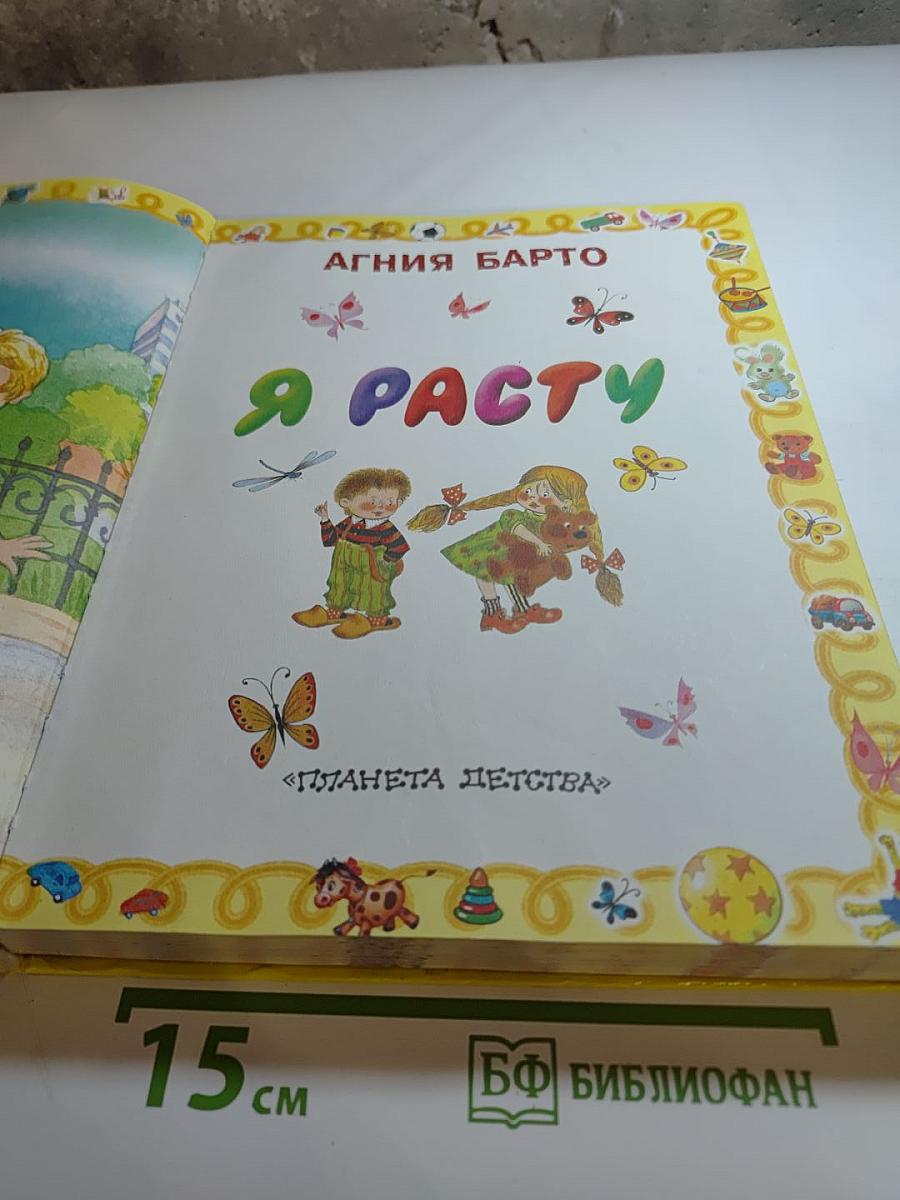 АГНИЯ БАРТО
Я РАСТУ
«ПЛАНЕТА ДЕТСТВА»
15 см
БФ БИБЛИОФАН